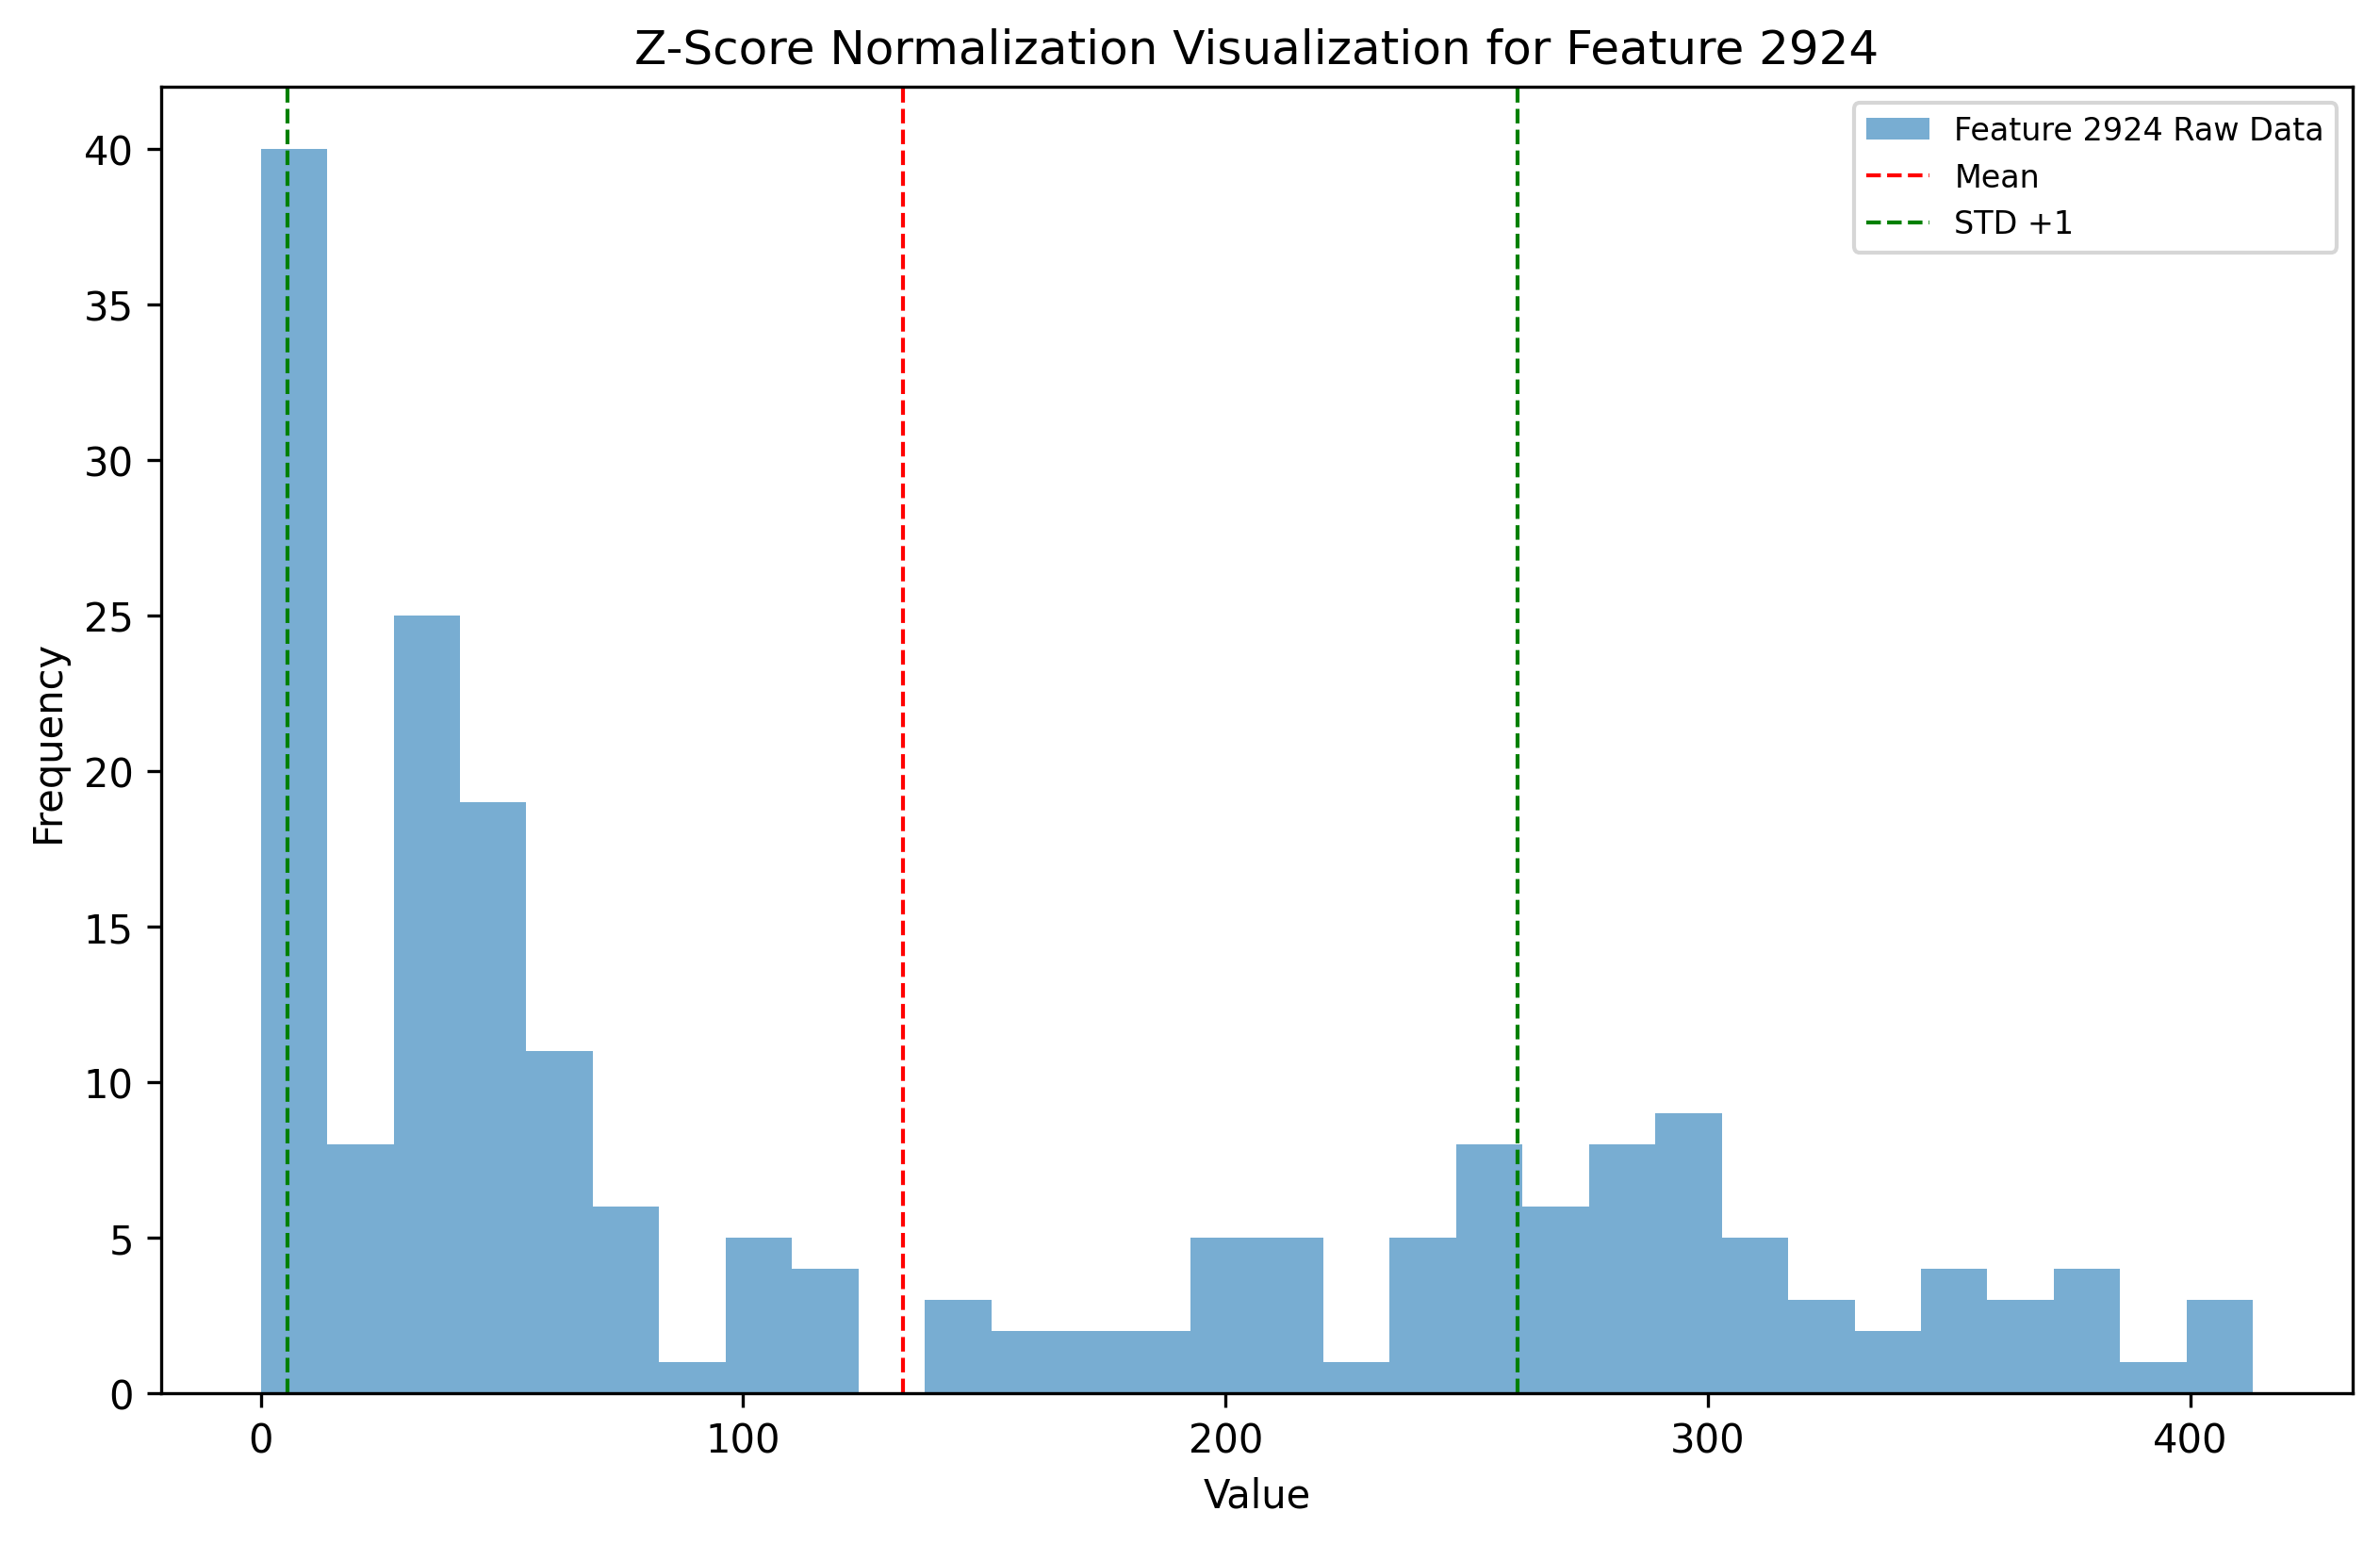 Z-Score Normalization Visualization for Feature 2924
Feature 2924 Raw Data
Mean
STD +1
40
35
30
25
20
15
10
5
0
Frequency
0 100 200 300 400
Value